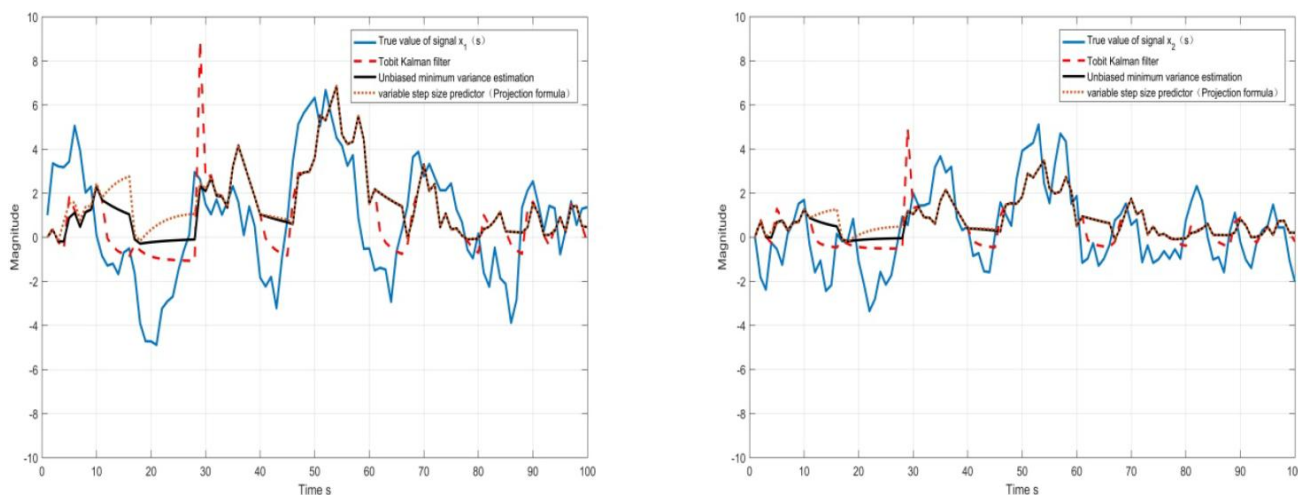 10
8
6
4
2
0
-2
-4
-6
-8
-10
Magnitude
True value of signal x1（s）
Tobit Kalman filter
Unbiased minimum variance estimation
variable step size predictor（Projection formula）
0 10 20 30 40 50 60 70 80 90 100
Time s
10
8
6
4
2
0
-2
-4
-6
-8
-10
Magnitude
True value of signal x2（s）
Tobit Kalman filter
Unbiased minimum variance estimation
variable step size predictor（Projection formula）
0 10 20 30 40 50 60 70 80 90 100
Time s